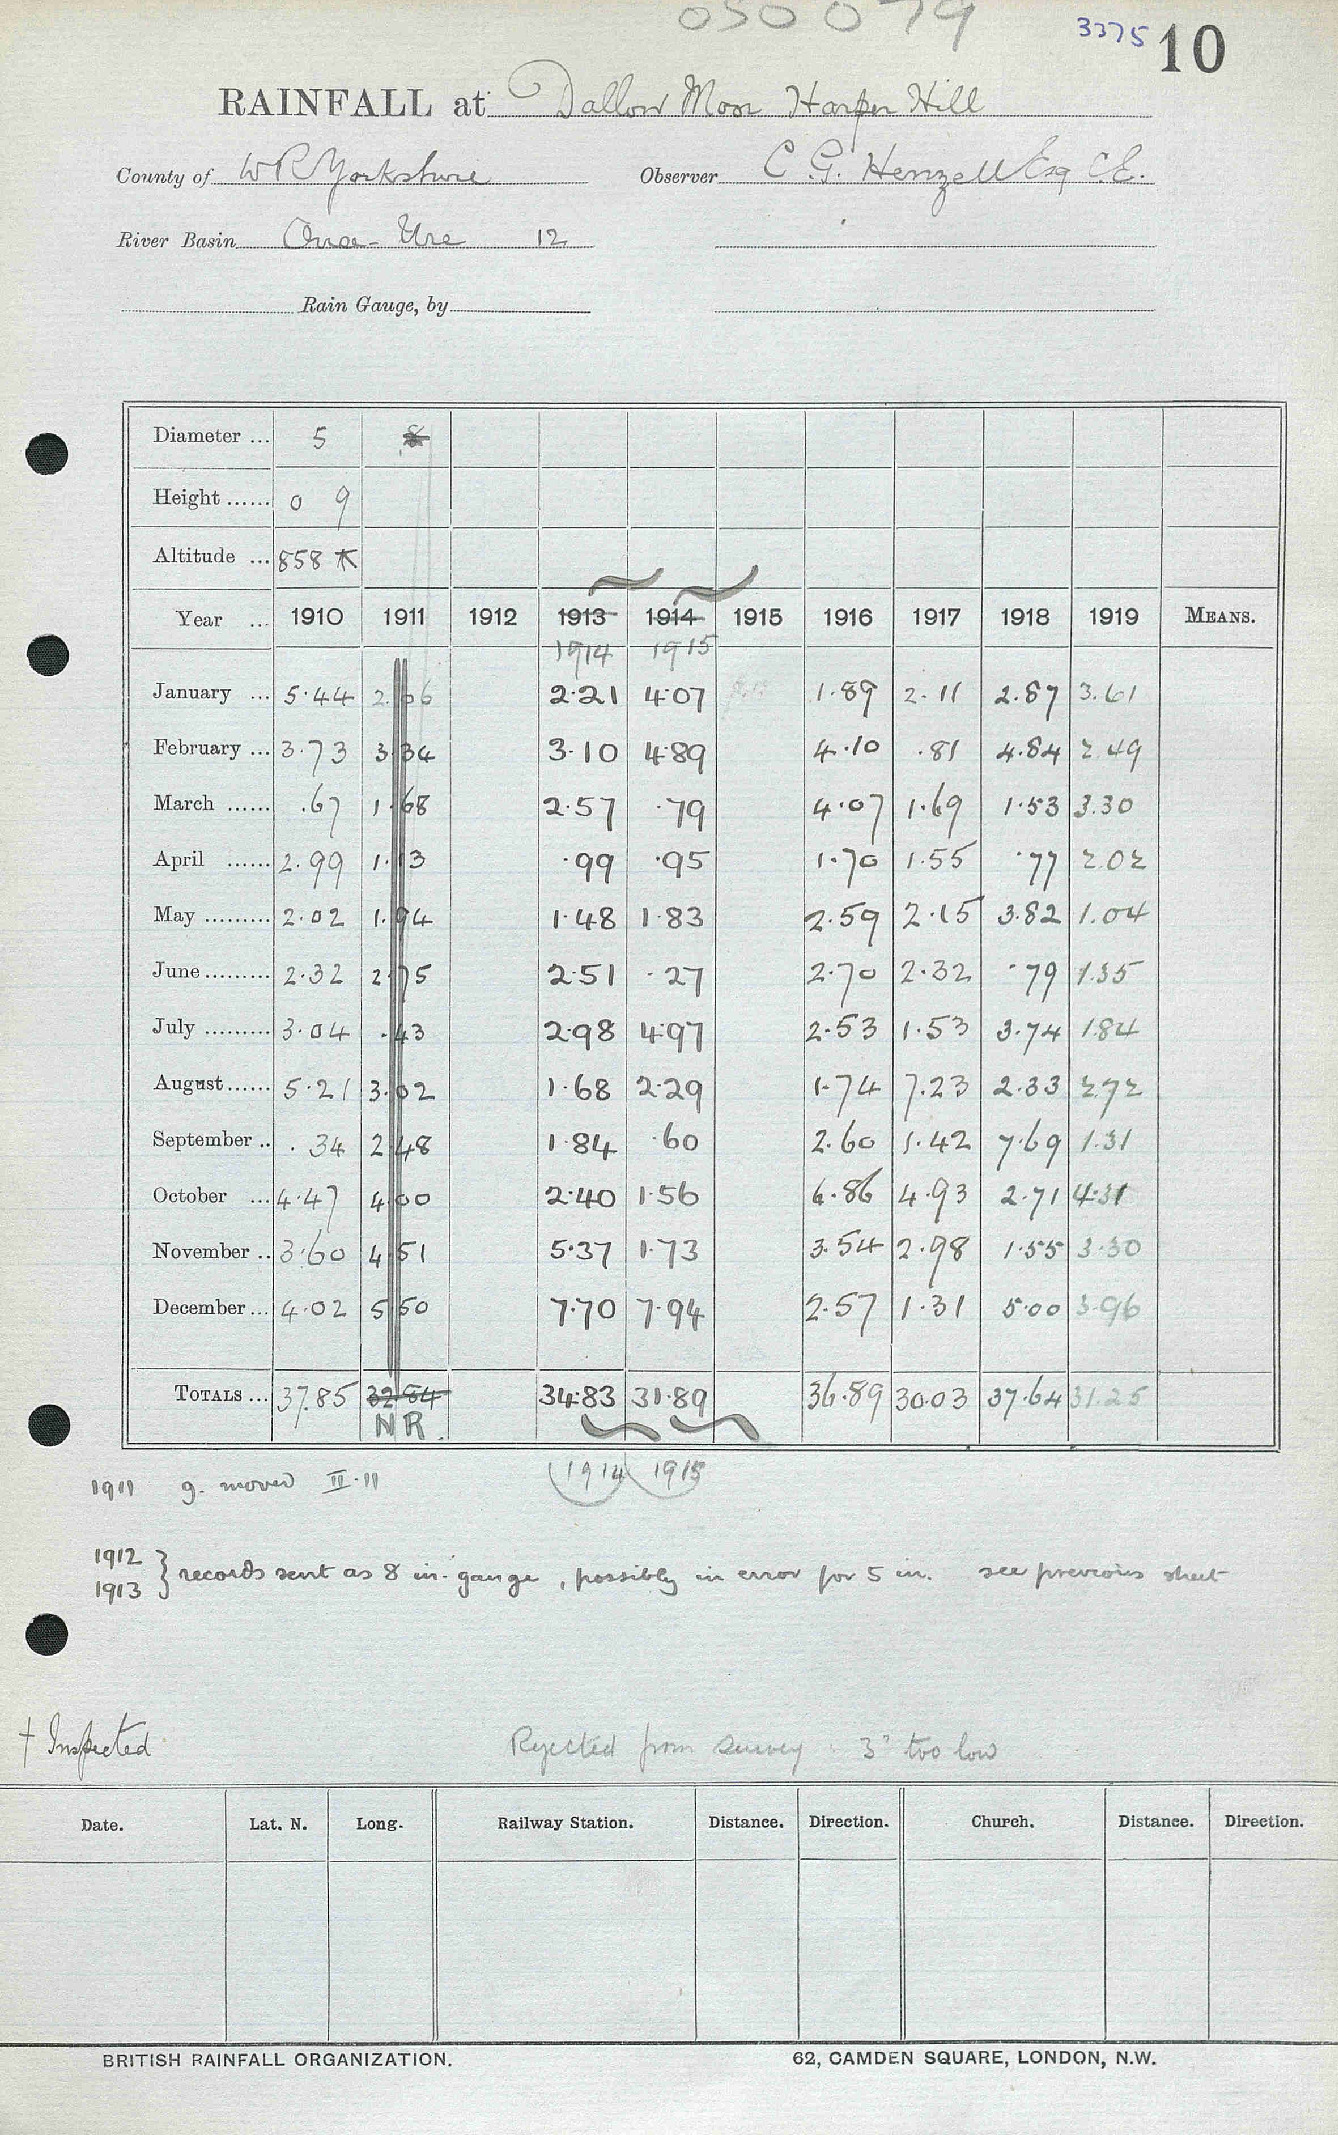 050079
3375 10
RAINFALL at Dallow Moor Harper Hill
County of W R Yorkshire Observer C. G. Henzell Esq C.E.
River Basin Ouse - Ure 12
Rain Gauge, by
Diameter ... 5 8
Height ...... 0 9
Altitude ... 858
Year ... 1910 1911 1912 1913 1914 1915 1916 1917 1918 1919 MEANS.
1914 1915
January ... 5.44 2.06 2.21 4.07 1.89 2.11 2.87 3.61
February ... 3.73 3.34 3.10 4.89 4.10 .81 4.84 2.49
March ...... .67 1.68 2.57 .79 4.07 1.69 1.53 3.30
April ...... 2.99 1.13 .99 .95 1.70 1.55 .77 2.02
May ......... 2.02 1.94 1.48 1.83 2.59 2.15 3.82 1.04
June ......... 2.32 2.75 2.51 .27 2.70 2.32 .79 1.35
July ......... 3.04 .43 2.98 4.97 2.53 1.53 3.74 1.84
August ...... 5.21 3.02 1.68 2.29 1.74 7.23 2.33 2.72
September .. .34 2.48 1.84 .60 2.60 1.42 7.69 1.31
October ... 4.47 4.00 2.40 1.56 6.86 4.93 2.71 4.31
November .. 3.60 4.51 5.37 1.73 3.54 2.98 1.55 3.30
December ... 4.02 5.50 7.70 7.94 2.57 1.31 5.00 3.96
TOTALS ... 37.85 32.84 34.83 31.89 36.89 30.03 37.64 31.25
NR.
1911 g. moved II.11 (1914) (1915)
1912
1913 } records sent as 8 in. gauge, possibly in error for 5 in. see previous sheet
† Inspected Rejected from survey 3" too low
Date. Lat. N. Long. Railway Station. Distance. Direction. Church. Distance. Direction.
BRITISH RAINFALL ORGANIZATION. 62, CAMDEN SQUARE, LONDON, N.W.